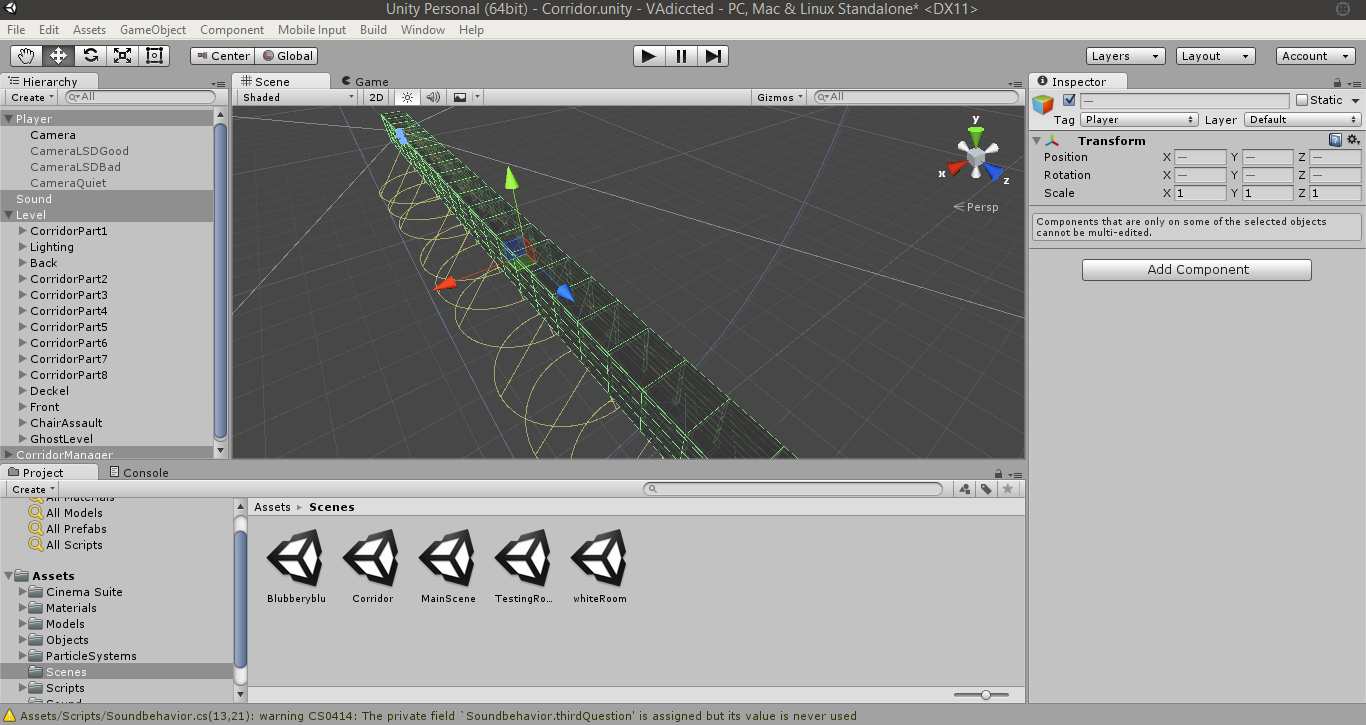 Unity Personal (64bit) - Corridor.unity - VAdiccted - PC, Mac & Linux Standalone* <DX11>
File Edit Assets GameObject Component Mobile Input Build Window Help
Center Global Layers Layout Account
Hierarchy
Create All
Player
Camera
CameraLSDGood
CameraLSDBad
CameraQuiet
Sound
Level
CorridorPart1
Lighting
Back
CorridorPart2
CorridorPart3
CorridorPart4
CorridorPart5
CorridorPart6
CorridorPart7
CorridorPart8
Deckel
Front
ChairAssault
GhostLevel
CorridorManager
Scene Game
Shaded 2D Gizmos All
y
x
z
Persp
Inspector
— Static
Tag Player Layer Default
Transform
Position X — Y — Z —
Rotation X — Y — Z —
Scale X 1 Y 1 Z 1
Components that are only on some of the selected objects
cannot be multi-edited.
Add Component
Project Console
Create
All Materials
All Models
All Prefabs
All Scripts
Assets
Cinema Suite
Materials
Models
Objects
ParticleSystems
Scenes
Scripts
Sound
Assets ▸ Scenes
Blubberyblu Corridor MainScene TestingRo... whiteRoom
Assets/Scripts/Soundbehavior.cs(13,21): warning CS0414: The private field `Soundbehavior.thirdQuestion' is assigned but its value is never used